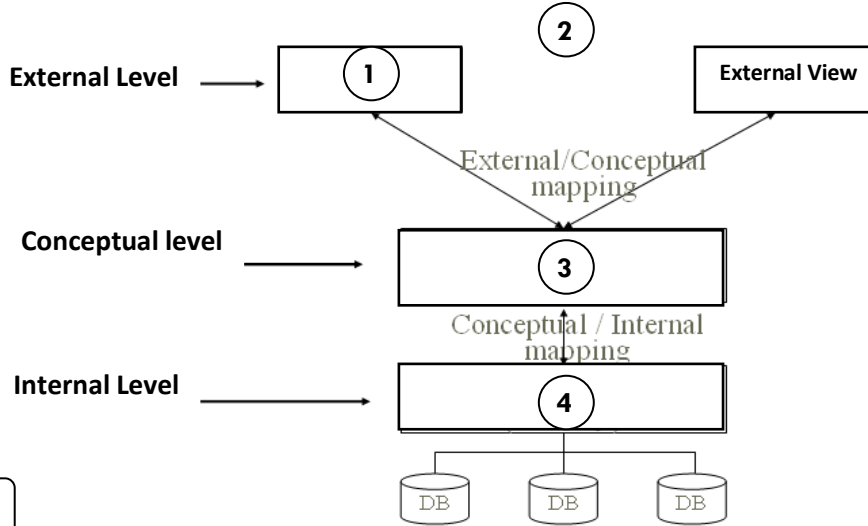 2
External Level
1
External View
External/Conceptual
mapping
Conceptual level
3
Conceptual / Internal
mapping
Internal Level
4
DB
DB
DB